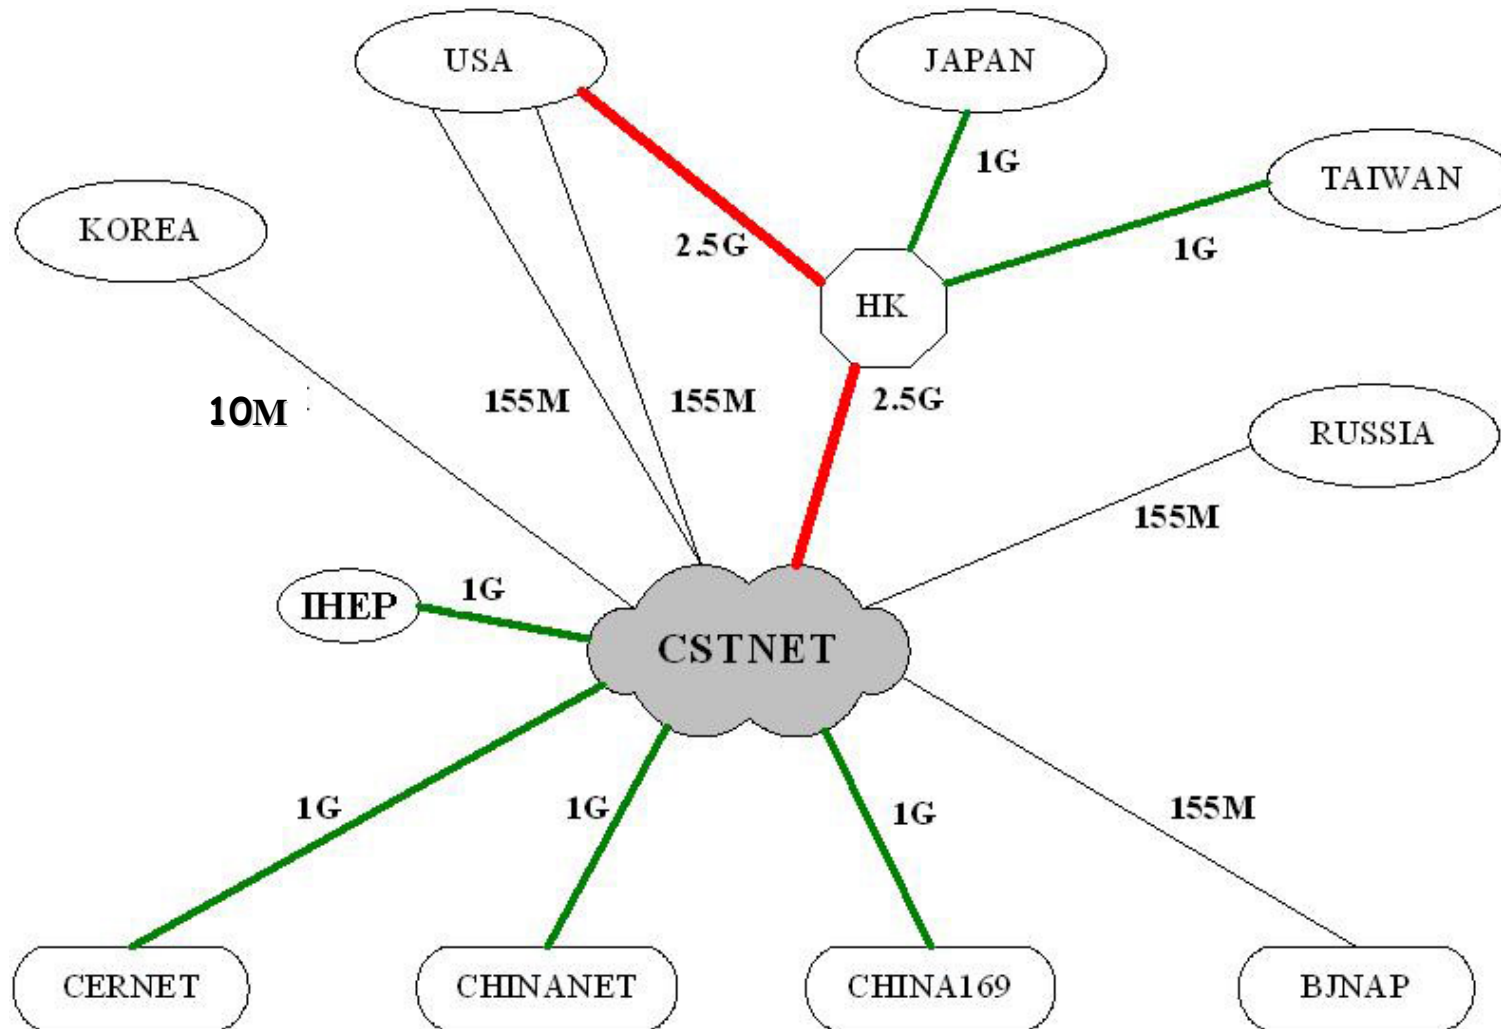 USA
JAPAN
1G
TAIWAN
KOREA
2.5G
1G
HK
10M
155M
155M
2.5G
RUSSIA
155M
IHEP
1G
CSTNET
1G
1G
1G
155M
CERNET
CHINANET
CHINA169
BJNAP